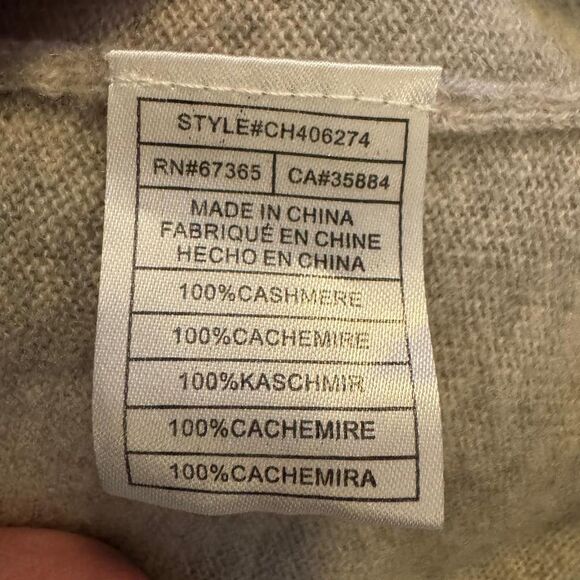 STYLE#CH406274
RN#67365 CA#35884
MADE IN CHINA
FABRIQUÉ EN CHINE
HECHO EN CHINA
100%CASHMERE
100%CACHEMIRE
100%KASCHMIR
100%CACHEMIRE
100%CACHEMIRA